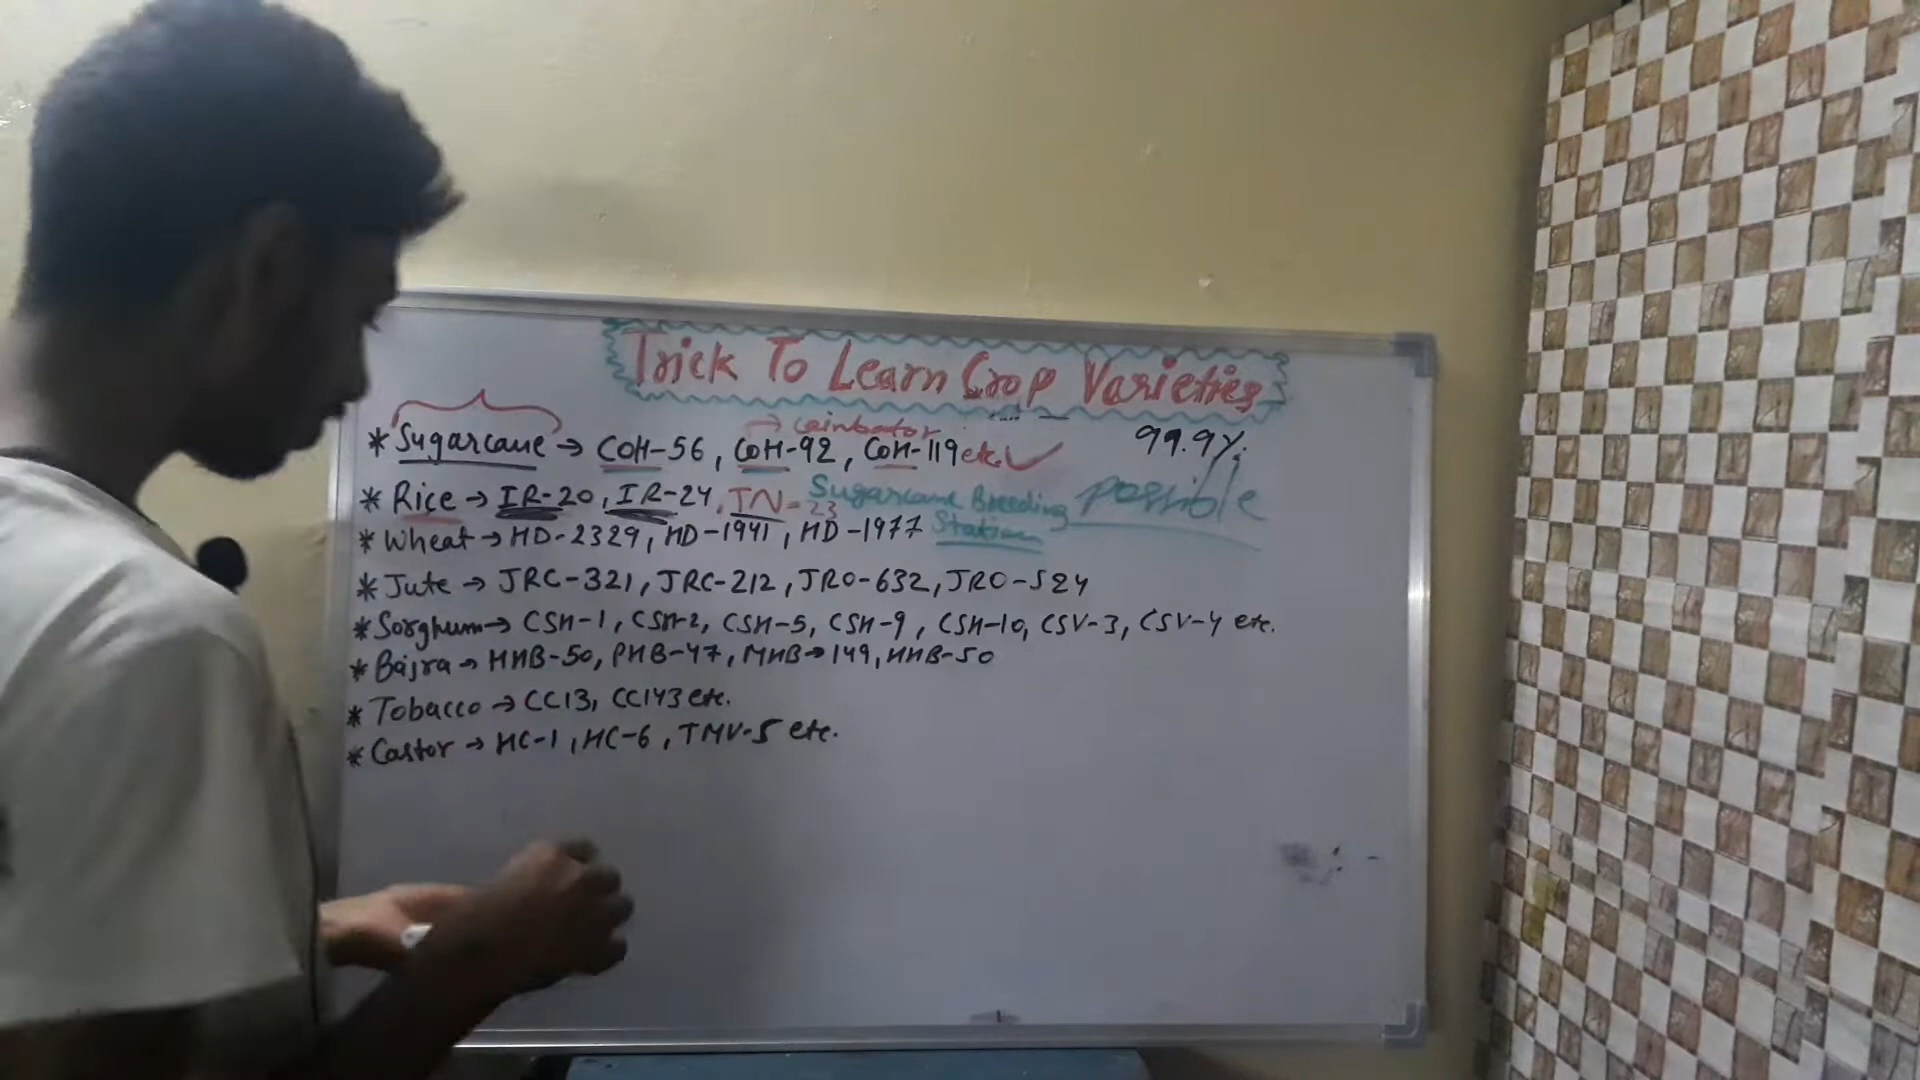 Trick To Learn Crop Varieties
→ Coinbator
* Sugarcane → COH-56, COH-92, COH-119 etc. ✓ 99.9%
* Rice → IR-20, IR-24, TN-23 Sugarcane Breeding Station possible
* Wheat → HD-2329, HD-1941, HD-1977
* Jute → JRC-321, JRC-212, JRO-632, JRO-524
* Sorghum → CSH-1, CSH-2, CSH-5, CSH-9, CSH-10, CSV-3, CSV-4 etc.
* Bajra → HHB-50, PHB-47, MHB→149, HHB-50
* Tobacco → CC13, CC143 etc.
* Castor → HC-1, HC-6, TMV-5 etc.